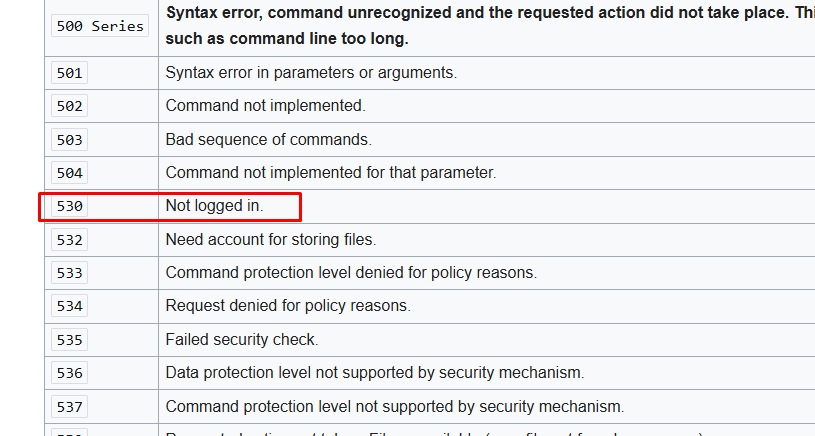 500 Series Syntax error, command unrecognized and the requested action did not take place.
such as command line too long.
501 Syntax error in parameters or arguments.
502 Command not implemented.
503 Bad sequence of commands.
504 Command not implemented for that parameter.
530 Not logged in.
532 Need account for storing files.
533 Command protection level denied for policy reasons.
534 Request denied for policy reasons.
535 Failed security check.
536 Data protection level not supported by security mechanism.
537 Command protection level not supported by security mechanism.